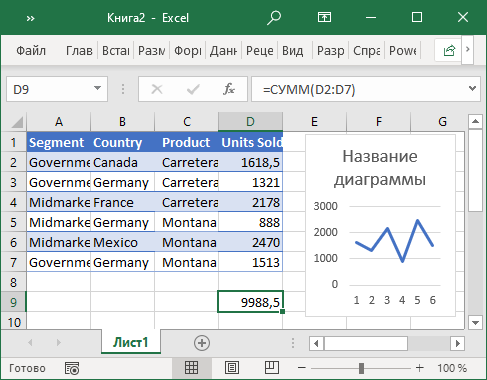 Книга2 - Excel
Файл Глав Встав Разм Форм Данн Реце Вид Разр Спра Powe
D9 fx =СУММ(D2:D7)
A B C D E F G
1 Segment Country Product Units Sold
2 Governme Canada Carretera 1618,5
3 Governme Germany Carretera 1321
4 Midmarke France Carretera 2178
5 Midmarke Germany Montana 888
6 Midmarke Mexico Montana 2470
7 Governme Germany Montana 1513
8
9 9988,5
10
Название
диаграммы
3000
2000
1000
0
1 2 3 4 5 6
Лист1
Готово 100 %